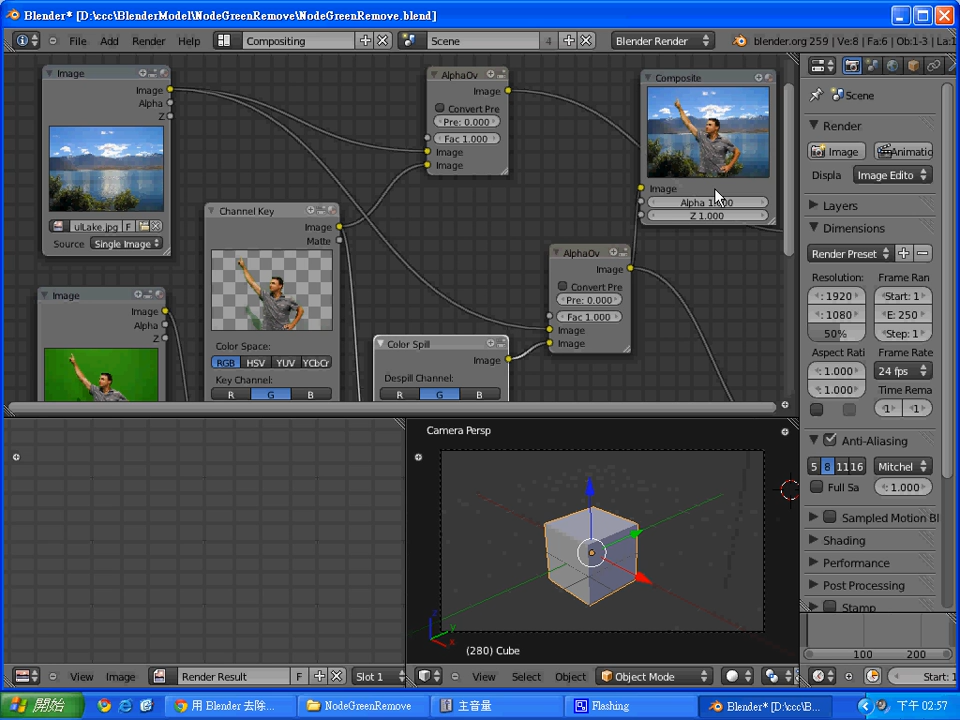 Blender* [D:\ccc\BlenderModel\NodeGreenRemove\NodeGreenRemove.blend]
File Add Render Help Compositing Scene 4 Blender Render blender.org 259 | Ve:8 | Fa:6 | Ob:1-3 | La:1
Image
Image
Alpha
Z
ulLake.jpg F
Source Single Image
Image
Image
Alpha
Z
Channel Key
Image
Matte
Color Space:
RGB HSV YUV YCbCr
Key Channel:
R G B
AlphaOv
Image
Convert Pre
Pre: 0.000
Fac 1.000
Image
Image
Color Spill
Image
Despill Channel:
R G B
AlphaOv
Image
Convert Pre
Pre: 0.000
Fac 1.000
Image
Image
Composite
Image
Alpha 1.000
Z 1.000
Scene
Render
Image Animatic
Displa Image Edito
Layers
Dimensions
Render Preset
Resolution: Frame Ran
: 1920 Start: 1
: 1080 E: 250
50% Step: 1
Aspect Rati Frame Rate
: 1.000 24 fps
: 1.000 Time Rema
1 1
Anti-Aliasing
5 8 11 16 Mitchel
Full Sa : 1.000
Sampled Motion Bl
Shading
Performance
Post Processing
Stamp
100 200
Start: 1
Camera Persp
z
y
x
(280) Cube
View Image Render Result F Slot 1
View Select Object Object Mode
開始 用 Blender 去除... NodeGreenRemove 主音量 Flashing Blender* [D:\ccc\B... 下午 02:57